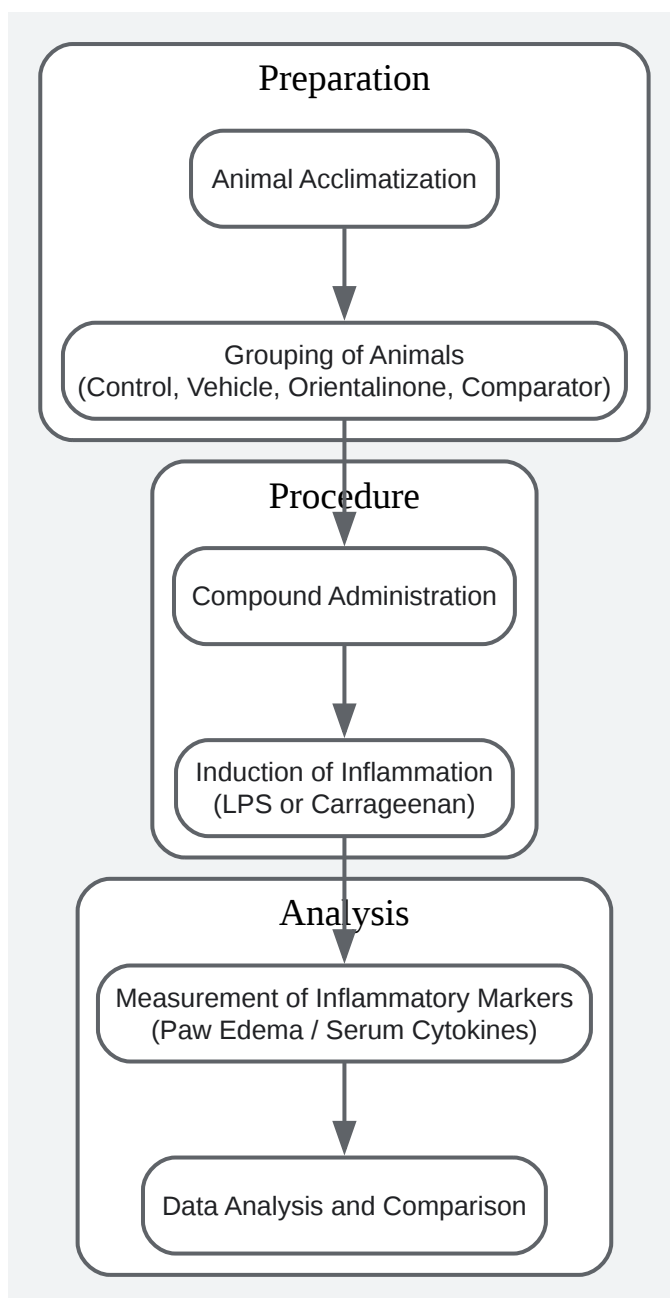 Preparation
Animal Acclimatization
Grouping of Animals
(Control, Vehicle, Orientalinone, Comparator)
Procedure
Compound Administration
Induction of Inflammation
(LPS or Carrageenan)
Analysis
Measurement of Inflammatory Markers
(Paw Edema / Serum Cytokines)
Data Analysis and Comparison